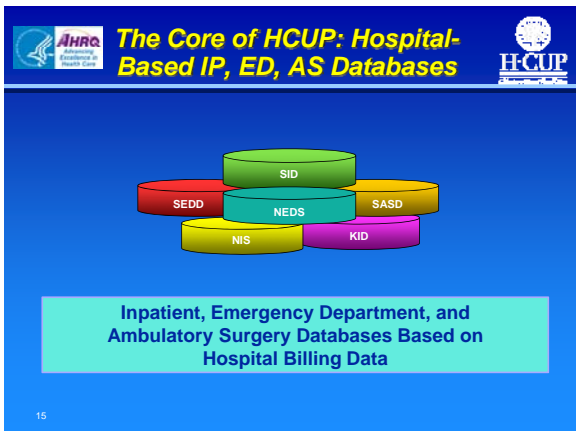 AHRQ
Advancing
Excellence in
Health Care
The Core of HCUP: Hospital-
Based IP, ED, AS Databases
H·CUP
SID
SEDD
NEDS
SASD
NIS
KID
Inpatient, Emergency Department, and
Ambulatory Surgery Databases Based on
Hospital Billing Data
15